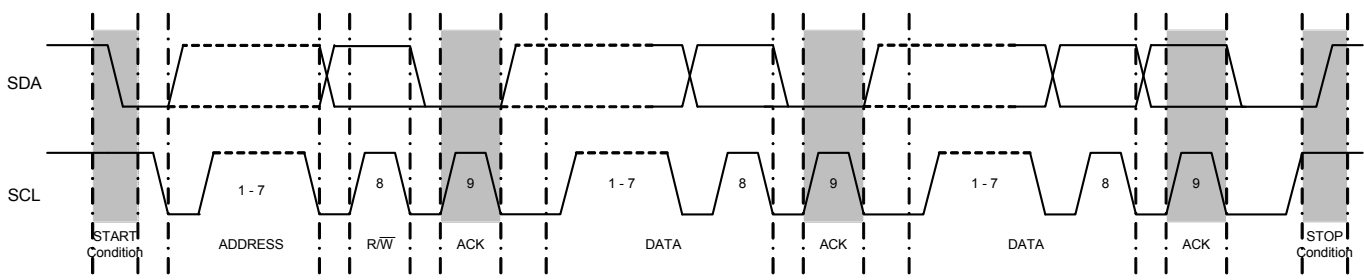 SDA
SCL
1 - 7
8
9
1 - 7
8
9
1 - 7
8
9
START
Condition
ADDRESS
R/W̅
ACK
DATA
ACK
DATA
ACK
STOP
Condition